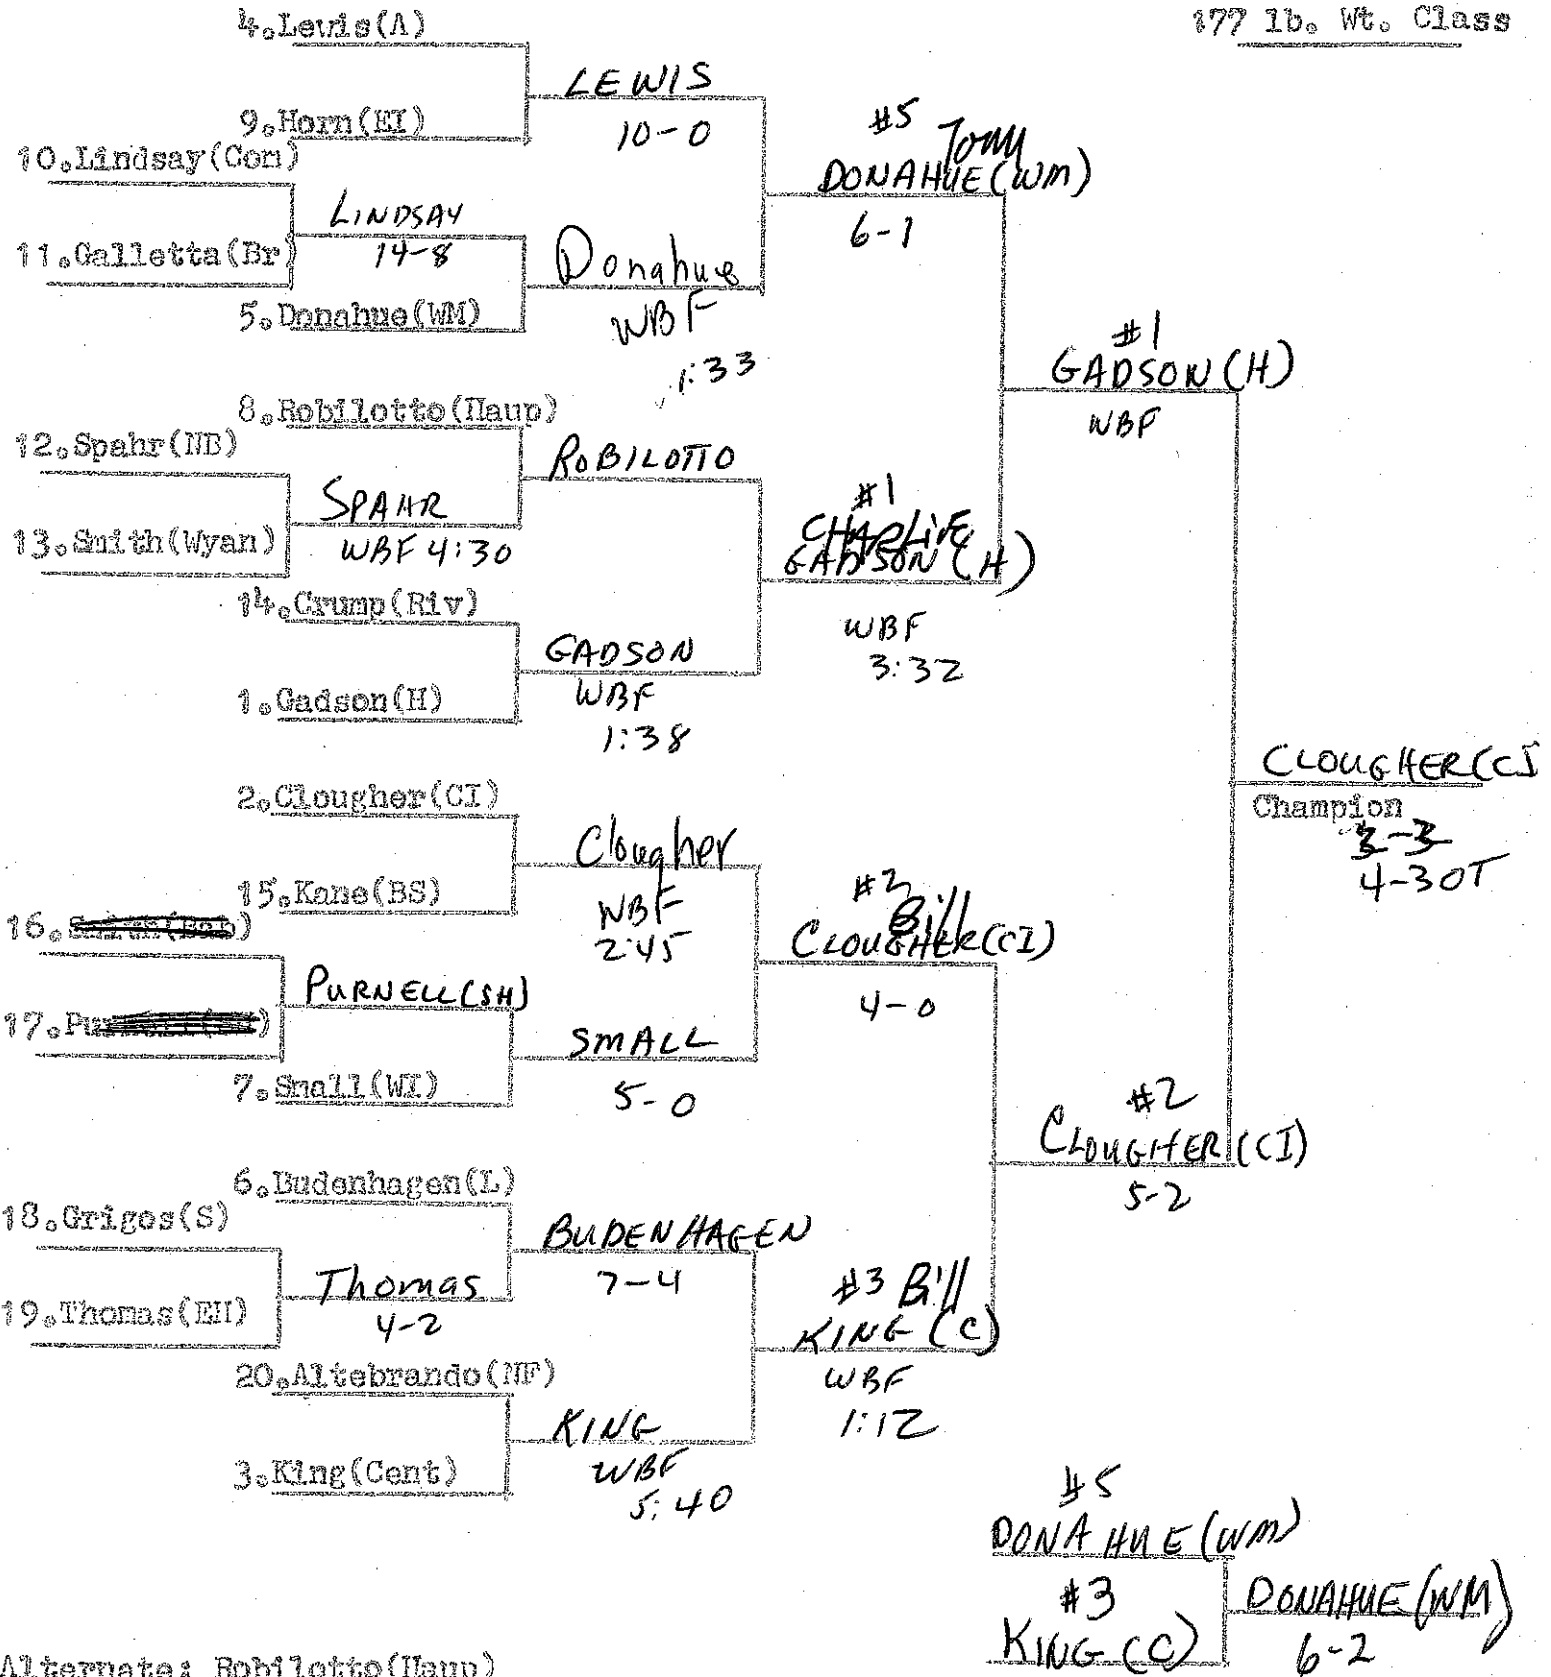 177 lb. Wt. Class
4.Lewis(A)
LEWIS
10-0
9.Horn(EI)
10.Lindsay(Com)
LINDSAY
14-8
11.Galletta(Br)
Donahue
WBF
1:33
5.Donahue(WM)
#5 Tom
DONAHUE(WM)
6-1
8.Robilotto(Haup)
12.Spahr(NB)
ROBILOTTO
SPAHR
WBF 4:30
13.Smith(Wyan)
14.Crump(Riv)
GADSON
WBF
1:38
1.Gadson(H)
#1
CHARLIE
GADSON (H)
WBF
3:32
#1
GADSON (H)
WBF
2.Clougher(CI)
Clougher
WBF
2:45
15.Kane(BS)
16.
PURNELL(SH)
17.
SMALL
5-0
7.Small(WI)
#2 Bill
CLOUGHER(CI)
4-0
6.Budenhagen(L)
18.Grigos(S)
BUDENHAGEN
7-4
Thomas
4-2
19.Thomas(EH)
20.Altebrando(NF)
KING
WBF
5:40
3.King(Cent)
#3 Bill
KING (C)
WBF
1:12
#2
CLOUGHER(CI)
5-2
CLOUGHER(CI
Champion
3-3
4-3OT
#5
DONAHUE(WM)
#3
KING (C)
DONAHUE(WM)
6-2
Alternate: Robilotto(Haup)